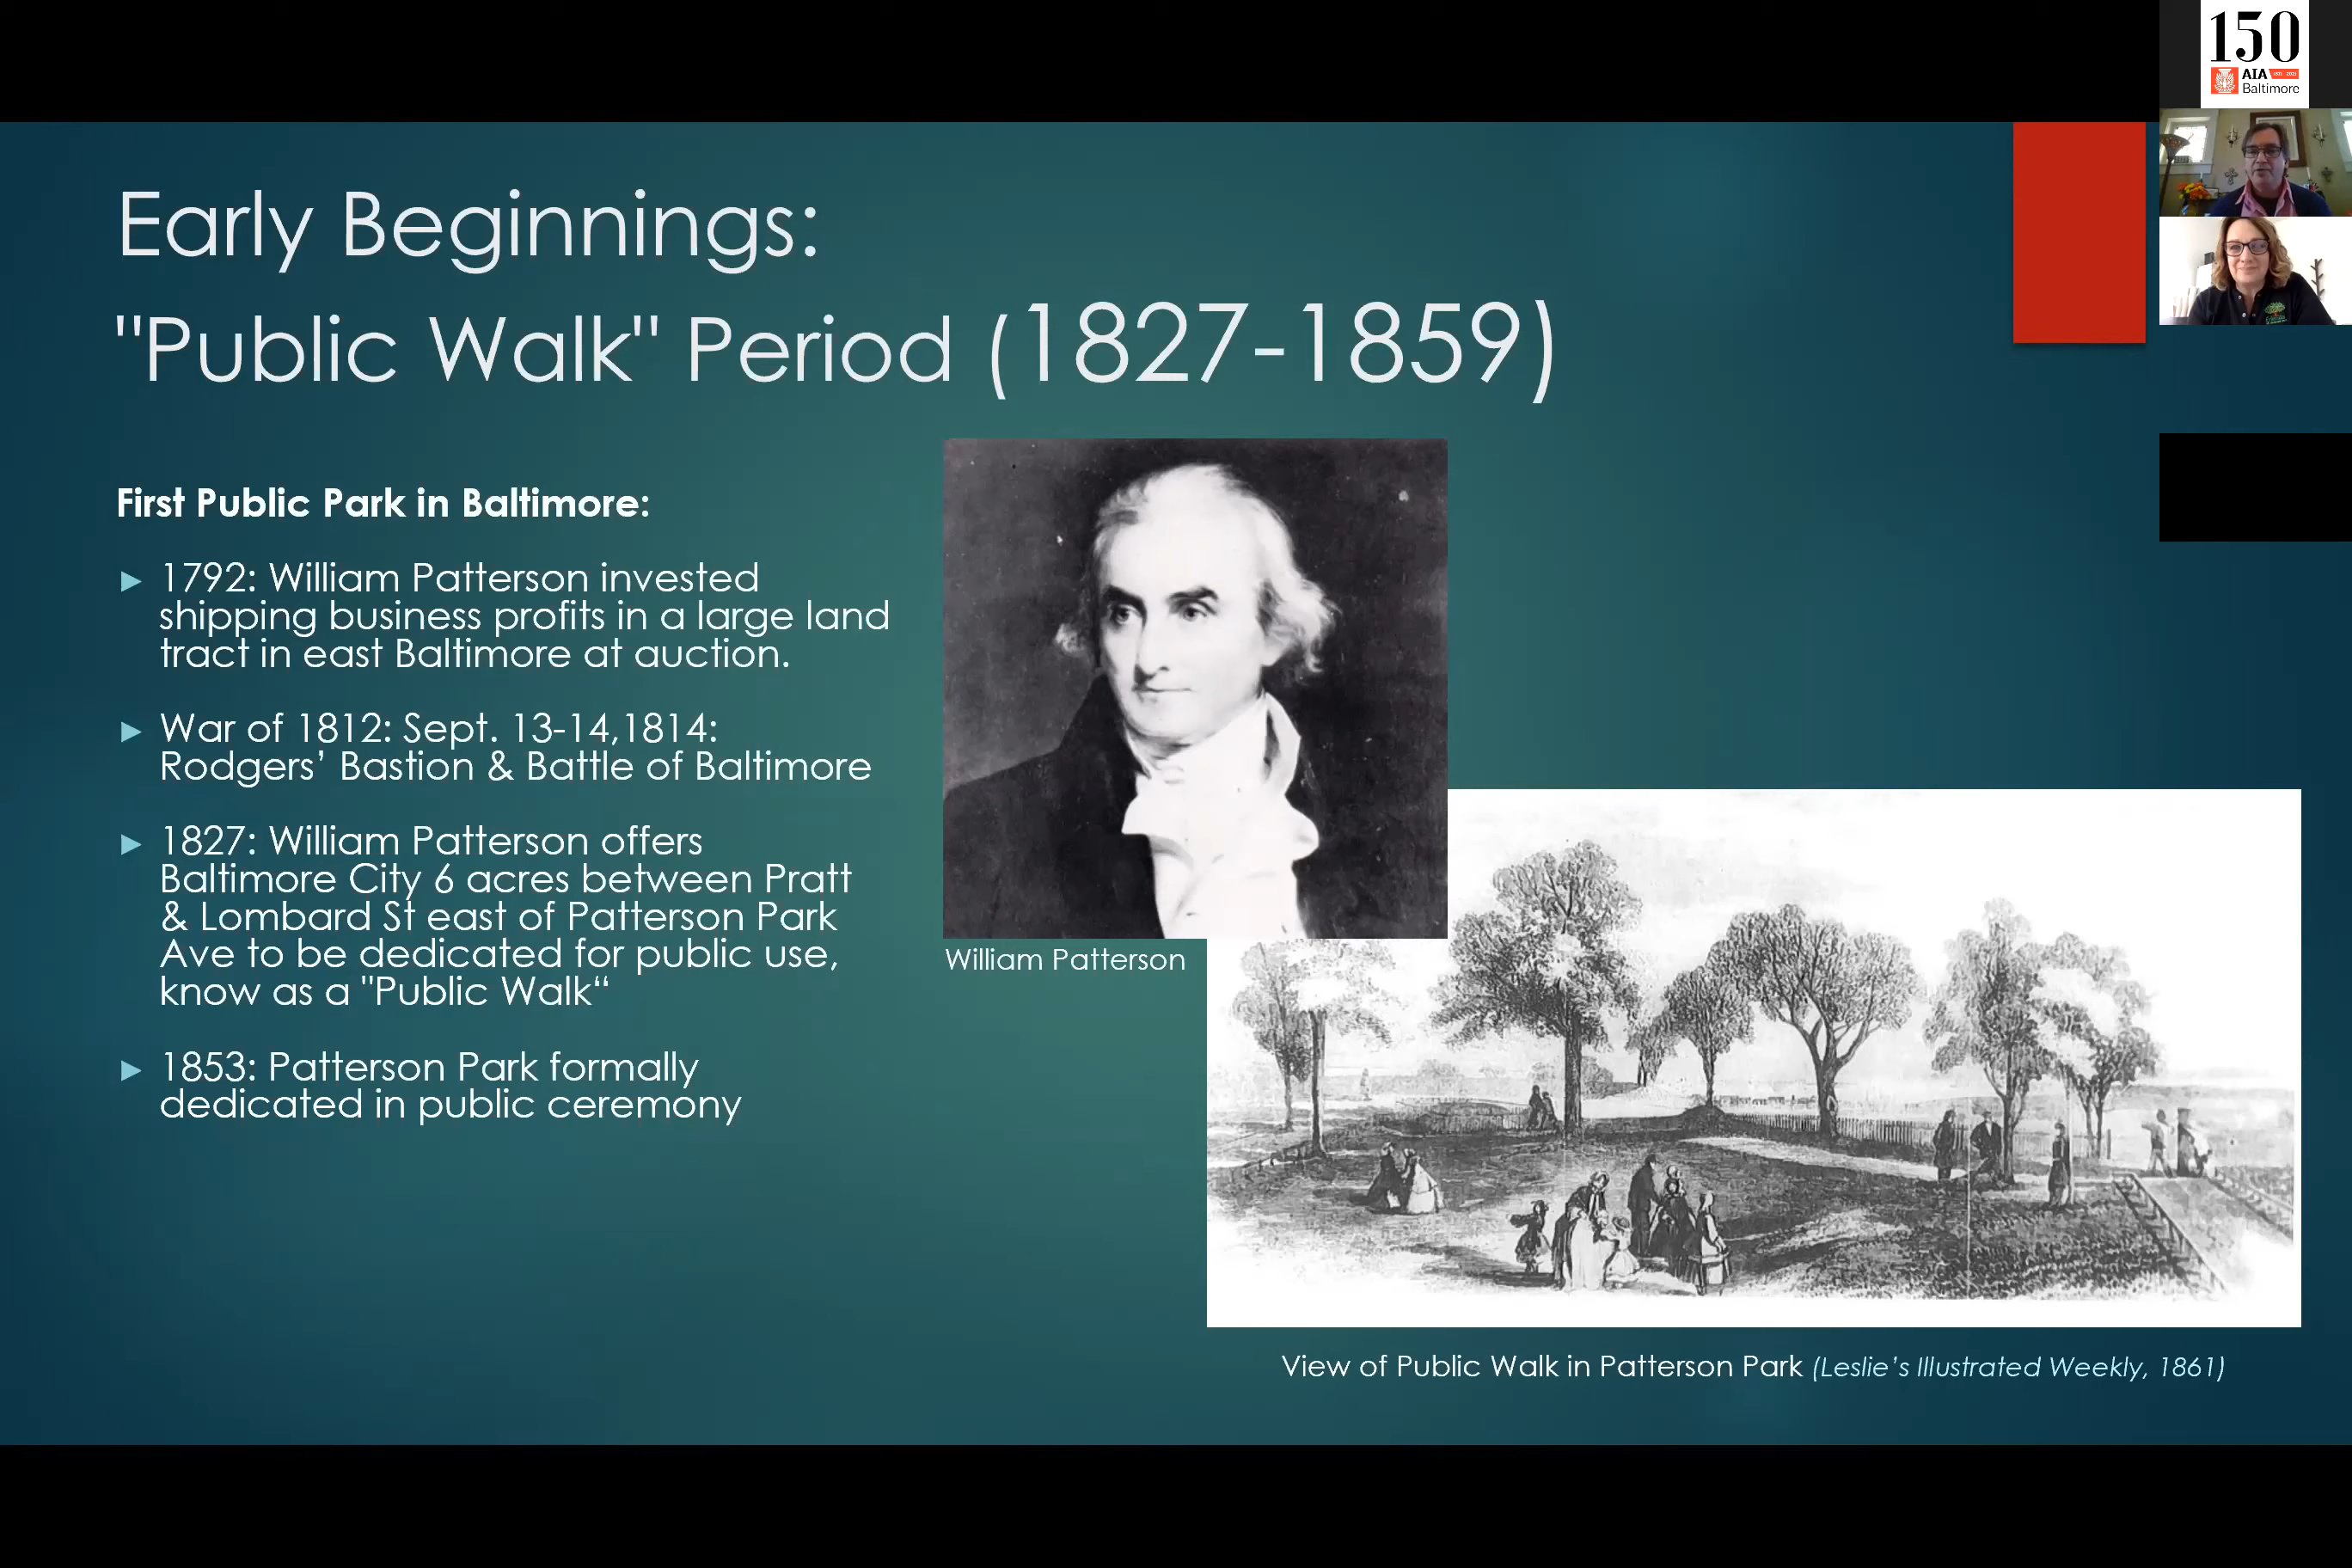 150
AIA
Baltimore
Early Beginnings:
"Public Walk" Period (1827-1859)
First Public Park in Baltimore:
► 1792: William Patterson invested
shipping business profits in a large land
tract in east Baltimore at auction.
► War of 1812: Sept. 13-14,1814:
Rodgers’ Bastion & Battle of Baltimore
► 1827: William Patterson offers
Baltimore City 6 acres between Pratt
& Lombard St east of Patterson Park
Ave to be dedicated for public use,
know as a "Public Walk“
► 1853: Patterson Park formally
dedicated in public ceremony
William Patterson
View of Public Walk in Patterson Park (Leslie’s Illustrated Weekly, 1861)